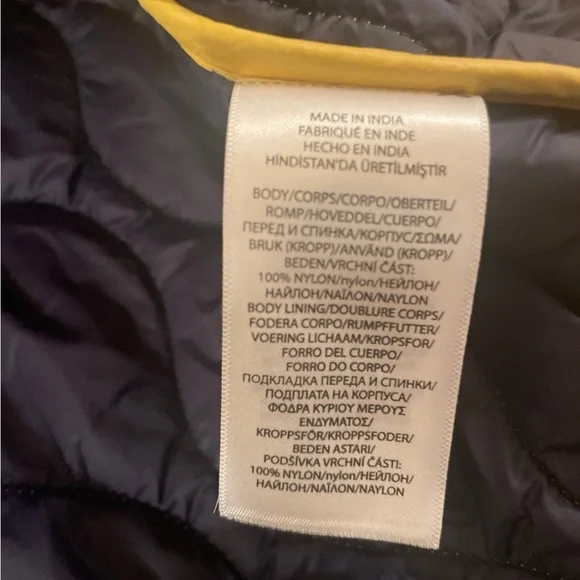 MADE IN INDIA
FABRIQUÉ EN INDE
HECHO EN INDIA
HİNDİSTAN'DA ÜRETİLMİŞTİR
BODY/CORPS/CORPO/OBERTEIL/
ROMP/HOVEDDEL/CUERPO/
ПЕРЕД И СПИНКА/КОРПУС/ΣΩΜΑ/
BRUK (KROPP)/ANVÄND (KROPP)/
BEDEN/VRCHNÍ ČÁST:
100% NYLON/nylon/НЕЙЛОН/
НАЙЛОН/ΝΑΪΛΟΝ/NAYLON
BODY LINING/DOUBLURE CORPS/
FODERA CORPO/RUMPFFUTTER/
VOERING LICHAAM/KROPSFOR/
FORRO DEL CUERPO/
FORRO DO CORPO/
ПОДКЛАДКА ПЕРЕДА И СПИНКИ/
ПОДПЛАТА НА КОРПУСА/
ΦΟΔΡΑ ΚΥΡΙΟΥ ΜΕΡΟΥΣ
ΕΝΔΥΜΑΤΟΣ/
KROPPSFÔR/KROPPSFODER/
BEDEN ASTARI/
PODŠÍVKA VRCHNÍ ČÁSTI:
100% NYLON/nylon/НЕЙЛОН/
НАЙЛОН/ΝΑΪΛΟΝ/NAYLON